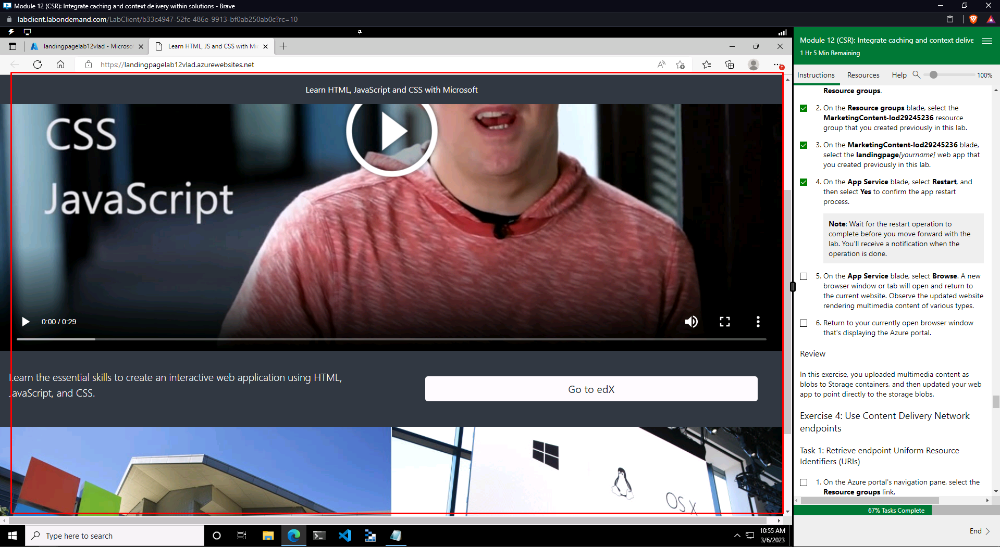 Module 12 (CSR): Integrate caching and context delivery within solutions - Brave
labclient.labondemand.com/LabClient/b33c4947-52fc-486e-9913-bf0ab250ab0c?rc=10
landingpagelab12vlad - Microso
Learn HTML, JS and CSS with Mi
https://landingpagelab12vlad.azurewebsites.net
Learn HTML, JavaScript and CSS with Microsoft
CSS
JavaScript
0:00 / 0:29
Learn the essential skills to create an interactive web application using HTML,
JavaScript, and CSS.
Go to edX
OS X
Type here to search
10:55 AM
3/6/2023
Module 12 (CSR): Integrate caching and context delive
1 Hr 5 Min Remaining
Instructions Resources Help 100%
Resource groups.
2. On the Resource groups blade, select the
MarketingContent-lod29245236 resource
group that you created previously in this lab.
3. On the MarketingContent-lod29245236 blade,
select the landingpage[yourname] web app that
you created previously in this lab.
4. On the App Service blade, select Restart, and
then select Yes to confirm the app restart
process.
Note: Wait for the restart operation to
complete before you move forward with the
lab. You'll receive a notification when the
operation is done.
5. On the App Service blade, select Browse. A new
browser window or tab will open and return to
the current website. Observe the updated website
rendering multimedia content of various types.
6. Return to your currently open browser window
that's displaying the Azure portal.
Review
In this exercise, you uploaded multimedia content as
blobs to Storage containers, and then updated your web
app to point directly to the storage blobs.
Exercise 4: Use Content Delivery Network
endpoints
Task 1: Retrieve endpoint Uniform Resource
Identifiers (URIs)
1. On the Azure portal's navigation pane, select the
Resource groups link.
67% Tasks Complete
End